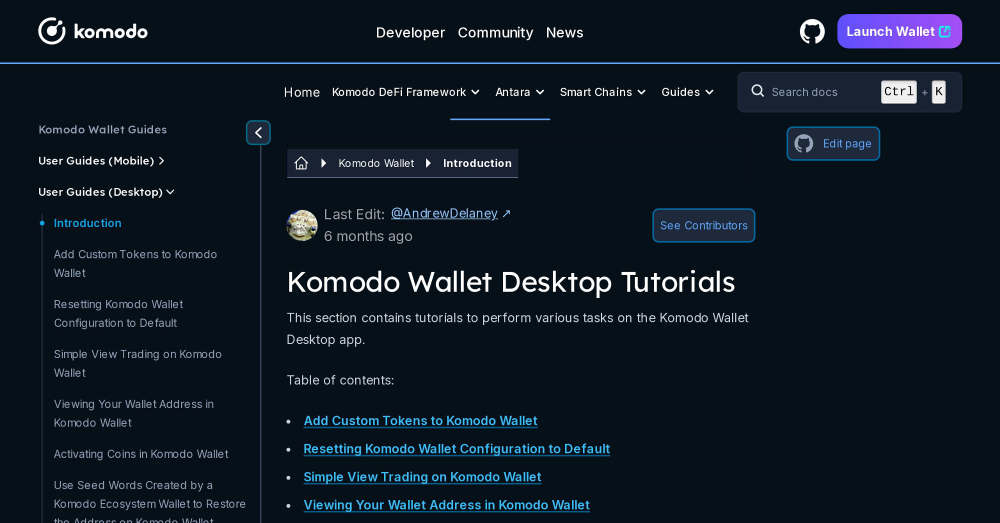 komodo
Developer Community News
Launch Wallet
Home Komodo DeFi Framework Antara Smart Chains Guides
Search docs Ctrl + K
Komodo Wallet Guides
User Guides (Mobile)
User Guides (Desktop)
Introduction
Add Custom Tokens to Komodo
Wallet
Resetting Komodo Wallet
Configuration to Default
Simple View Trading on Komodo
Wallet
Viewing Your Wallet Address in
Komodo Wallet
Activating Coins in Komodo Wallet
Use Seed Words Created by a
Komodo Ecosystem Wallet to Restore
the Address on Komodo Wallet
Komodo Wallet Introduction
Edit page
Last Edit: @AndrewDelaney ↗
6 months ago
See Contributors
Komodo Wallet Desktop Tutorials
This section contains tutorials to perform various tasks on the Komodo Wallet
Desktop app.
Table of contents:
• Add Custom Tokens to Komodo Wallet
• Resetting Komodo Wallet Configuration to Default
• Simple View Trading on Komodo Wallet
• Viewing Your Wallet Address in Komodo Wallet